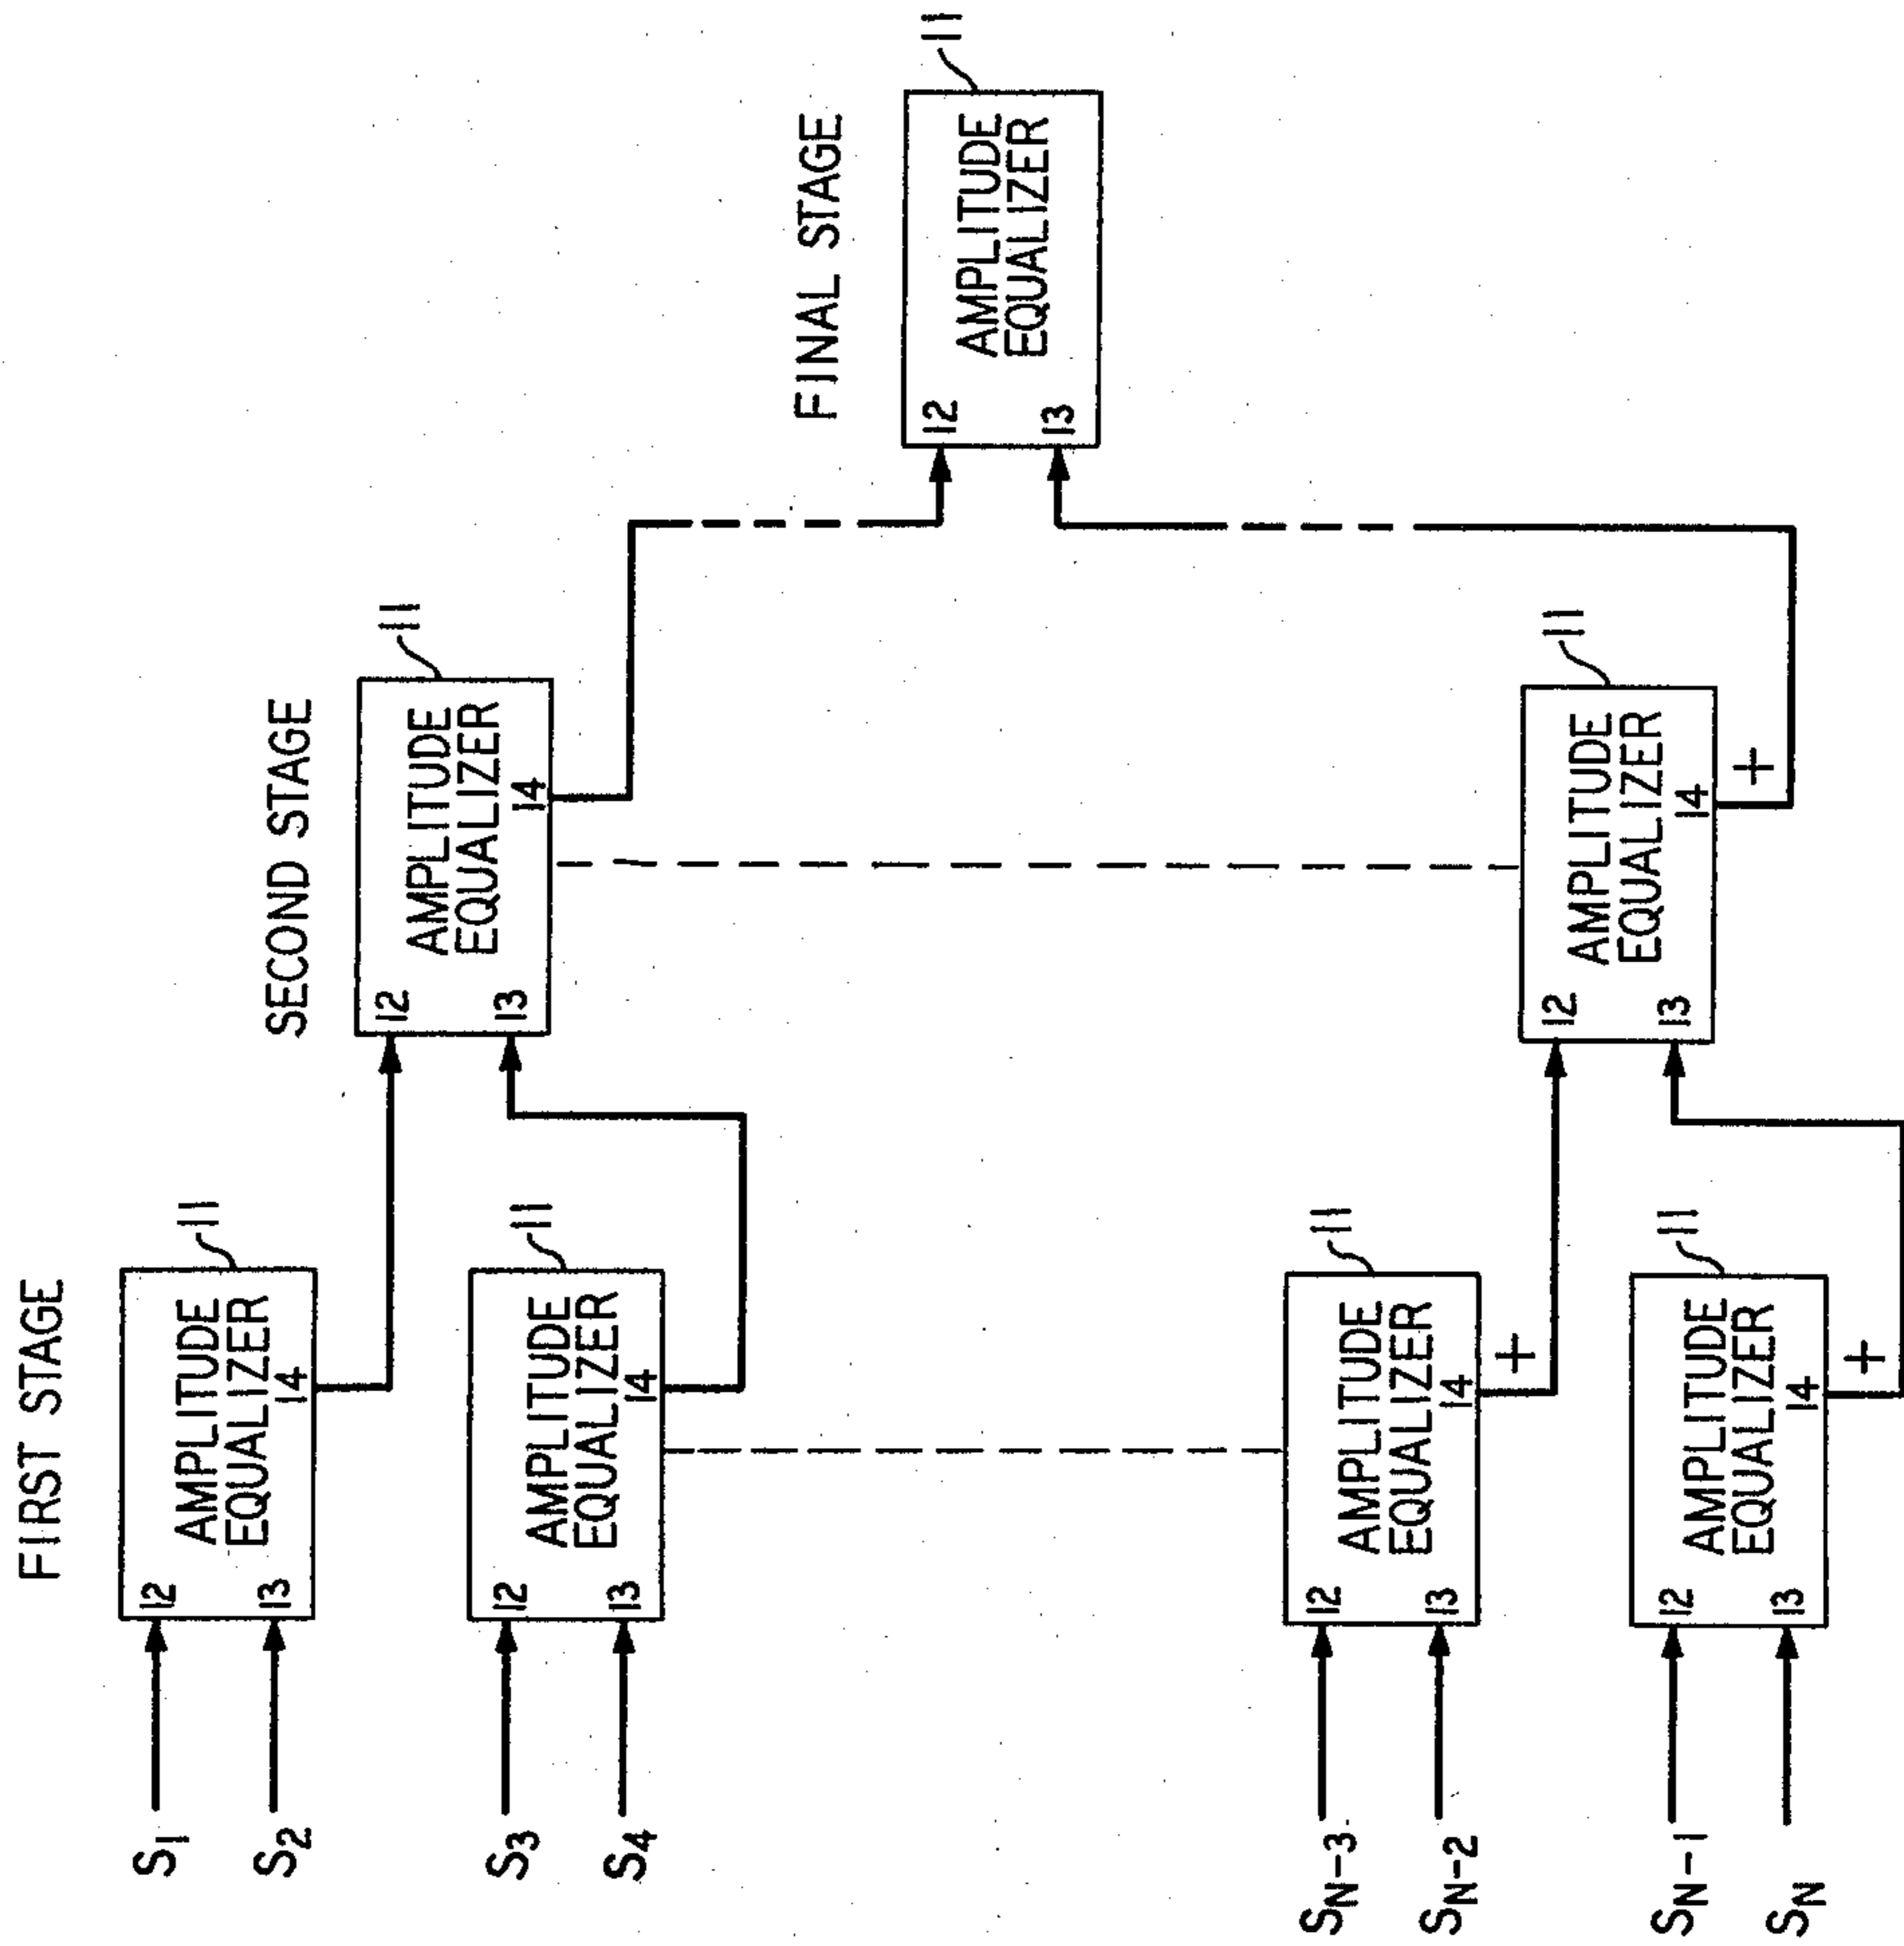 FIRST STAGE
SECOND STAGE
FINAL STAGE
S1
S2
12
13
AMPLITUDE
EQUALIZER
14
11
S3
S4
12
13
AMPLITUDE
EQUALIZER
14
11
SN-3
SN-2
12
13
AMPLITUDE
EQUALIZER
14
+
11
SN-1
SN
12
13
AMPLITUDE
EQUALIZER
14
+
11
12
13
AMPLITUDE
EQUALIZER
14
11
12
13
AMPLITUDE
EQUALIZER
14
+
11
12
13
AMPLITUDE
EQUALIZER
11